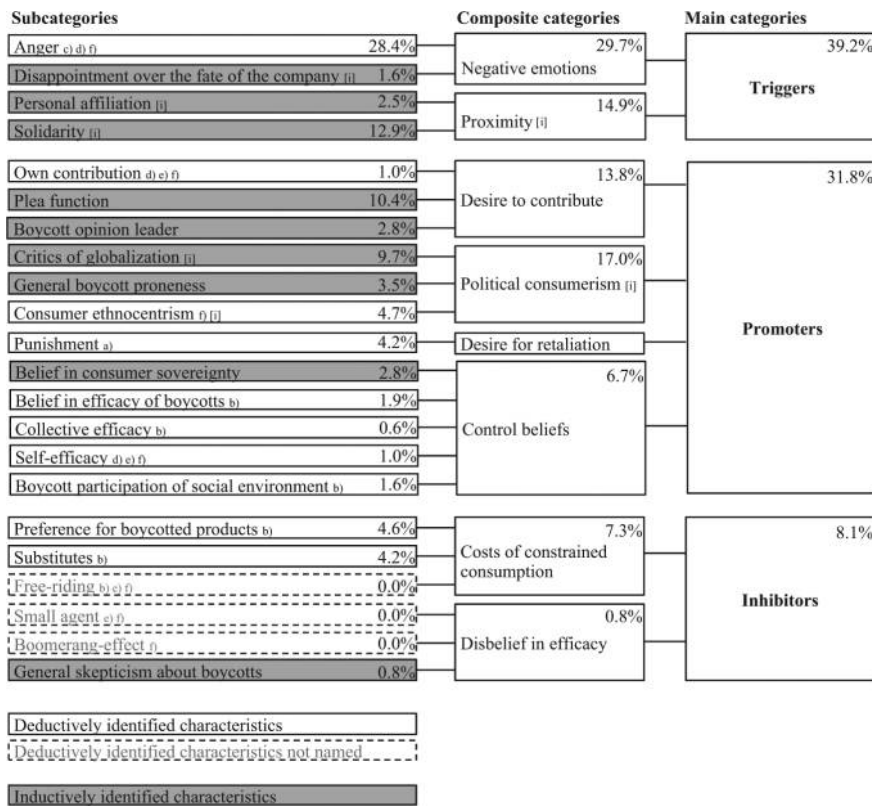 Subcategories Composite categories Main categories
Anger c) d) f) 28.4% 29.7% 39.2%
Negative emotions
Disappointment over the fate of the company [i] 1.6%
Triggers
Personal affiliation [i] 2.5% 14.9%
Proximity [i]
Solidarity [i] 12.9%
Own contribution d) e) f) 1.0% 13.8% 31.8%
Plea function 10.4% Desire to contribute
Boycott opinion leader 2.8%
Critics of globalization [i] 9.7% 17.0%
General boycott proneness 3.5% Political consumerism [i]
Consumer ethnocentrism f) [i] 4.7%
Promoters
Punishment a) 4.2% Desire for retaliation
Belief in consumer sovereignty 2.8% 6.7%
Belief in efficacy of boycotts b) 1.9%
Collective efficacy b) 0.6% Control beliefs
Self-efficacy d) e) f) 1.0%
Boycott participation of social environment b) 1.6%
Preference for boycotted products b) 4.6% 7.3% 8.1%
Substitutes b) 4.2% Costs of constrained
consumption
Free-riding b) e) f) 0.0%
Inhibitors
Small agent e) f) 0.0% 0.8%
Boomerang-effect f) 0.0% Disbelief in efficacy
General skepticism about boycotts 0.8%
Deductively identified characteristics
Deductively identified characteristics not named
Inductively identified characteristics